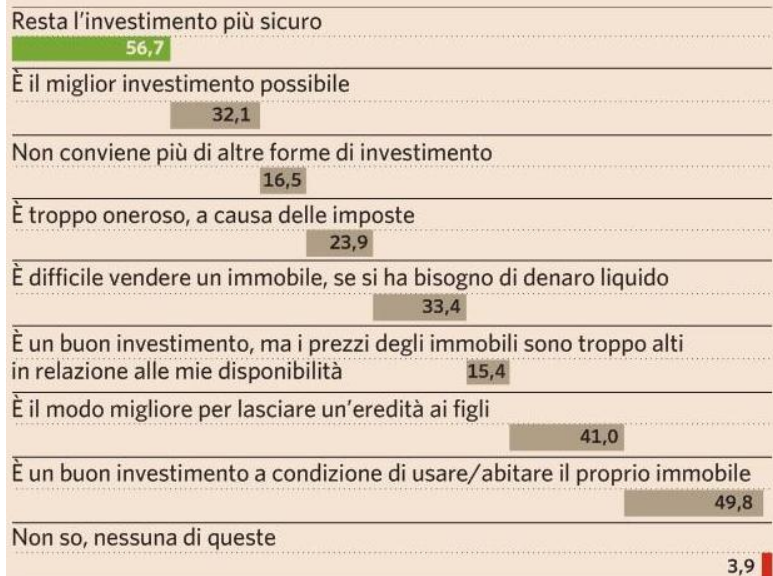 Resta l’investimento più sicuro
56,7
È il miglior investimento possibile
32,1
Non conviene più di altre forme di investimento
16,5
È troppo oneroso, a causa delle imposte
23,9
È difficile vendere un immobile, se si ha bisogno di denaro liquido
33,4
È un buon investimento, ma i prezzi degli immobili sono troppo alti
in relazione alle mie disponibilità 15,4
È il modo migliore per lasciare un’eredità ai figli
41,0
È un buon investimento a condizione di usare/abitare il proprio immobile
49,8
Non so, nessuna di queste
3,9